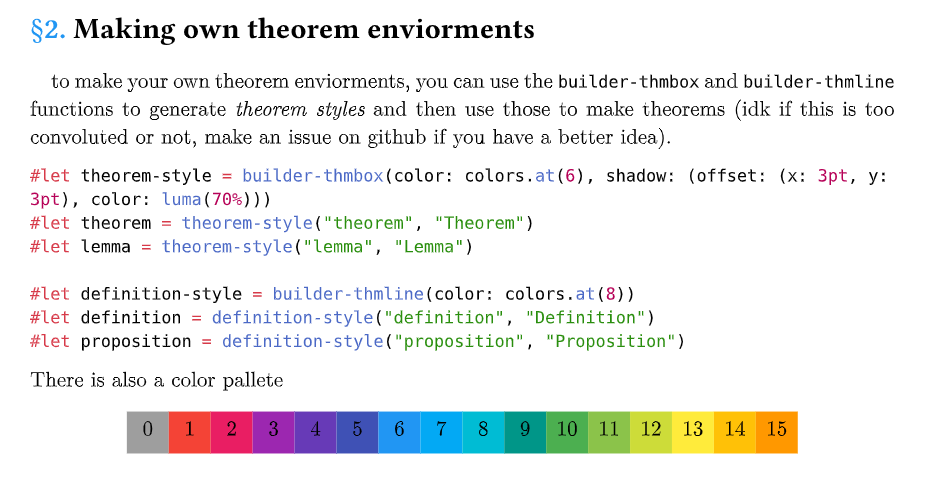 §2. Making own theorem enviorments
to make your own theorem enviorments, you can use the builder-thmbox and builder-thmline
functions to generate theorem styles and then use those to make theorems (idk if this is too
convoluted or not, make an issue on github if you have a better idea).
#let theorem-style = builder-thmbox(color: colors.at(6), shadow: (offset: (x: 3pt, y:
3pt), color: luma(70%)))
#let theorem = theorem-style("theorem", "Theorem")
#let lemma = theorem-style("lemma", "Lemma")
#let definition-style = builder-thmline(color: colors.at(8))
#let definition = definition-style("definition", "Definition")
#let proposition = definition-style("proposition", "Proposition")
There is also a color pallete
0 1 2 3 4 5 6 7 8 9 10 11 12 13 14 15